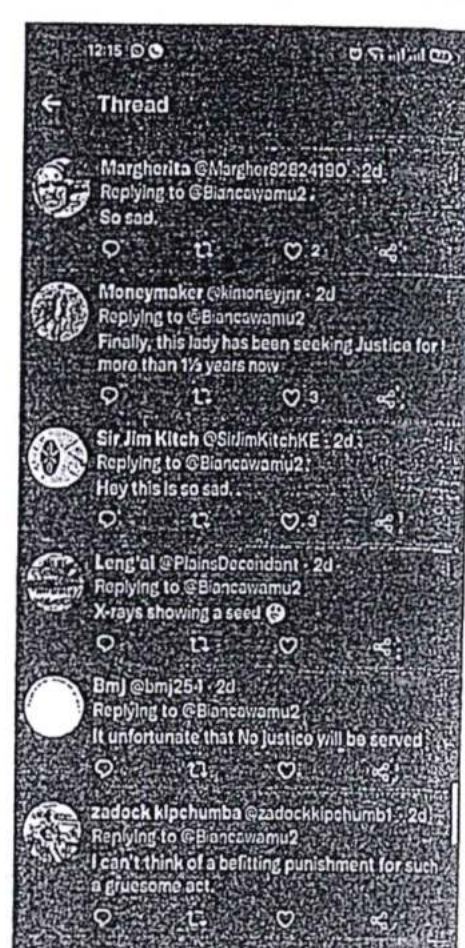 12:15
Thread
Margherita @Margher82824190 · 2d
Replying to @Biancawamu2
So sad.
2
Moneymaker @kimoneyjnr · 2d
Replying to @Biancawamu2
Finally, this lady has been seeking Justice for
more than 1½ years now
3
Sir Jim Kitch @SirJimKitchKE · 2d
Replying to @Biancawamu2
Hey this is so sad..
3
Leng'al @PlainsDecendant · 2d
Replying to @Biancawamu2
X-rays showing a seed
BmJ @bmj254 · 2d
Replying to @Biancawamu2
It unfortunate that No justice will be served
zadock kipchumba @zadockkipchumb1 · 2d
Replying to @Biancawamu2
I can't think of a befitting punishment for such
a gruesome act.